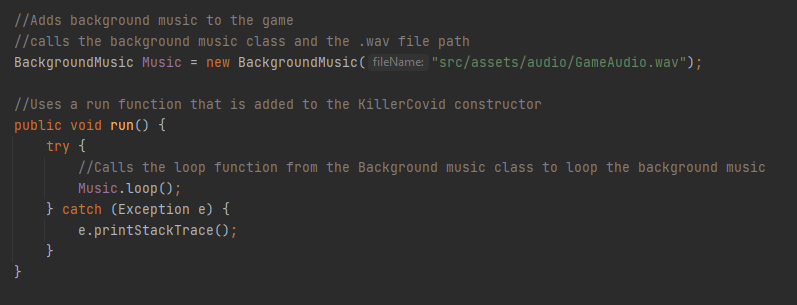 //Adds background music to the game
//calls the background music class and the .wav file path
BackgroundMusic Music = new BackgroundMusic( fileName: "src/assets/audio/GameAudio.wav");
//Uses a run function that is added to the KillerCovid constructor
public void run() {
try {
//Calls the loop function from the Background music class to loop the background music
Music.loop();
} catch (Exception e) {
e.printStackTrace();
}
}